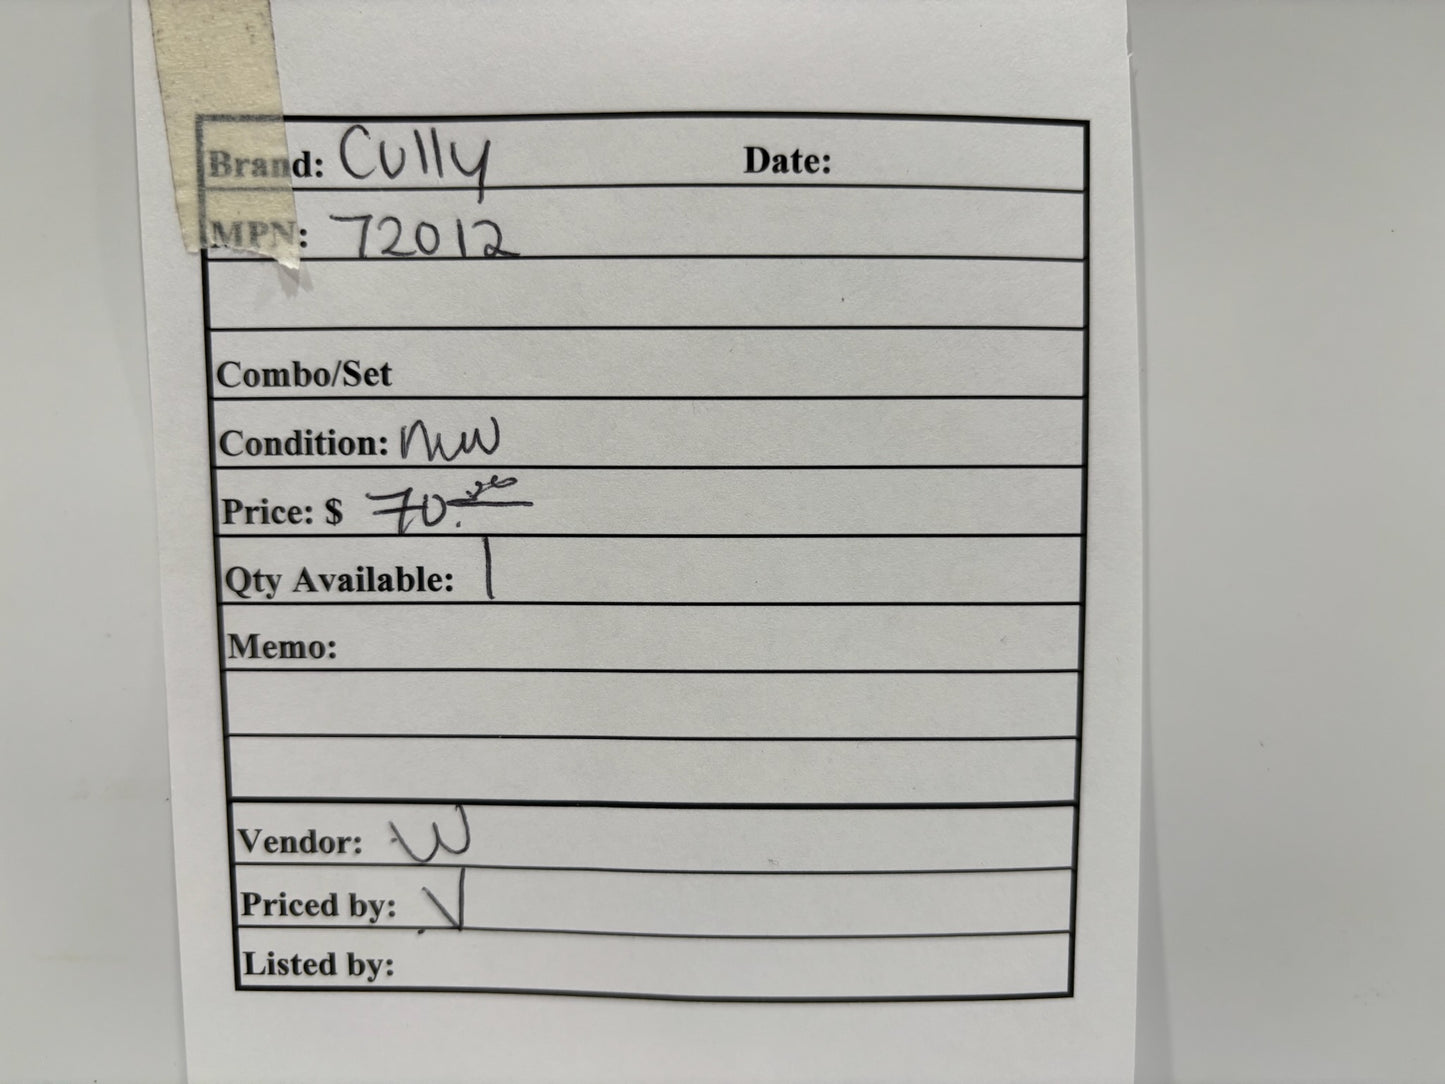 Brand: Cully Date:
MPN: 72012
Combo/Set
Condition: new
Price: $ 70.00
Qty Available: 1
Memo:
Vendor: W
Priced by: V
Listed by: